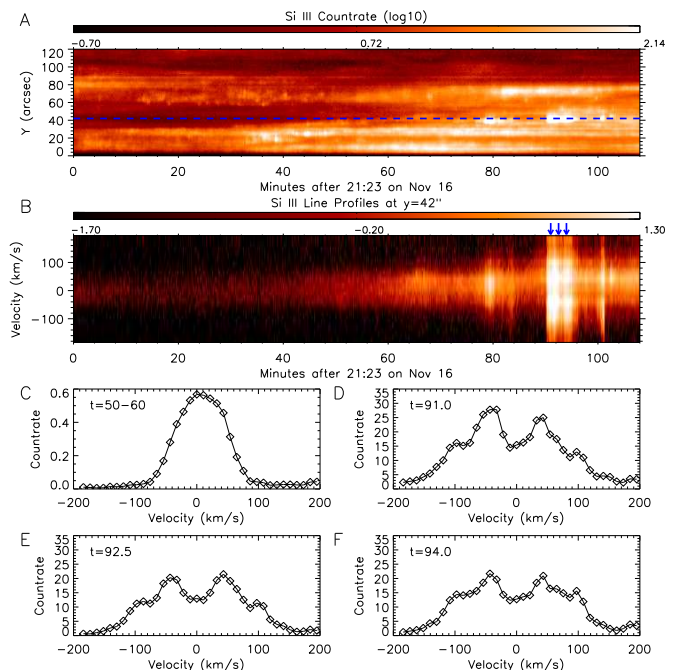 A
Si III Countrate (log10)
−0.70 0.72 2.14
Y (arcsec)
120
100
80
60
40
20
0
0 20 40 60 80 100
Minutes after 21:23 on Nov 16
B
Si III Line Profiles at y=42"
−1.70 −0.20 1.30
Velocity (km/s)
100
0
−100
0 20 40 60 80 100
Minutes after 21:23 on Nov 16
C
t=50−60
Countrate
0.6
0.4
0.2
0.0
−200 −100 0 100 200
Velocity (km/s)
D
t=91.0
Countrate
35
30
25
20
15
10
5
0
−200 −100 0 100 200
Velocity (km/s)
E
t=92.5
Countrate
35
30
25
20
15
10
5
0
−200 −100 0 100 200
Velocity (km/s)
F
t=94.0
Countrate
35
30
25
20
15
10
5
0
−200 −100 0 100 200
Velocity (km/s)